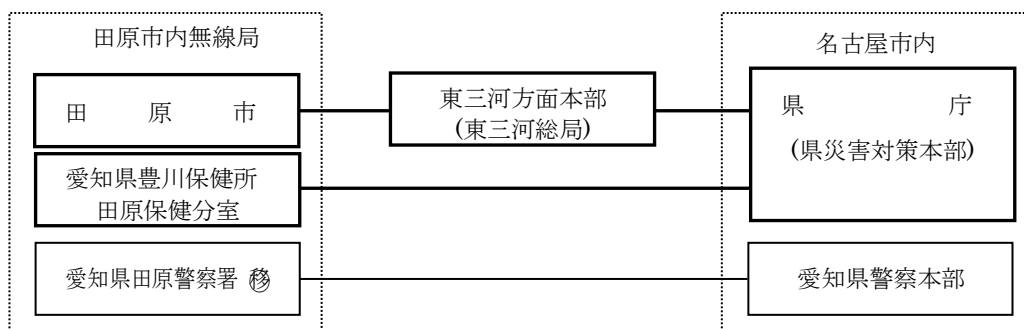 田原市内無線局
名古屋市内
田　　原　　市
東三河方面本部
(東三河総局)
県　　　　　庁
(県災害対策本部)
愛知県豊川保健所
田原保健分室
愛知県田原警察署 ㋑
愛知県警察本部